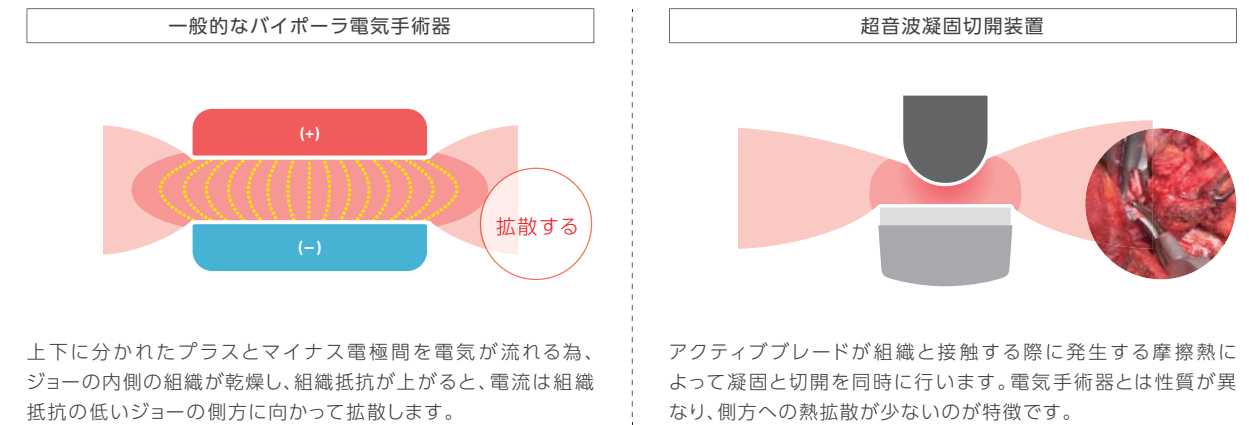 一般的なバイポーラ電気手術器
(+)
(−)
拡散する
上下に分かれたプラスとマイナス電極間を電気が流れる為、
ジョーの内側の組織が乾燥し、組織抵抗が上がると、電流は組織
抵抗の低いジョーの側方に向かって拡散します。
超音波凝固切開装置
アクティブブレードが組織と接触する際に発生する摩擦熱に
よって凝固と切開を同時に行います。電気手術器とは性質が異
なり、側方への熱拡散が少ないのが特徴です。